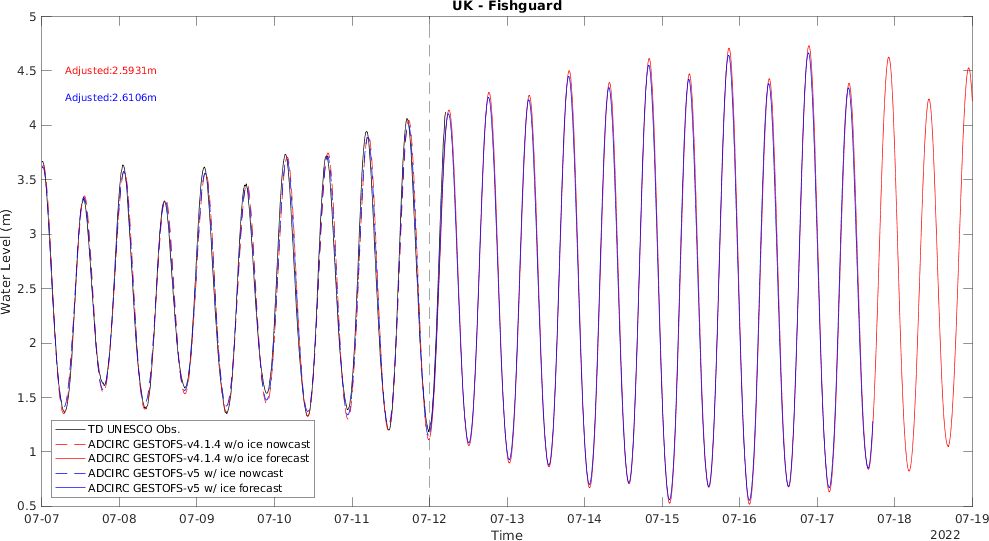 UK - Fishguard
5
4.5
4
3.5
3
2.5
2
1.5
1
0.5
Water Level (m)
Adjusted:2.5931m
Adjusted:2.6106m
TD UNESCO Obs.
ADCIRC GESTOFS-v4.1.4 w/o ice nowcast
ADCIRC GESTOFS-v4.1.4 w/o ice forecast
ADCIRC GESTOFS-v5 w/ ice nowcast
ADCIRC GESTOFS-v5 w/ ice forecast
07-07 07-08 07-09 07-10 07-11 07-12 07-13 07-14 07-15 07-16 07-17 07-18 07-19
Time
2022